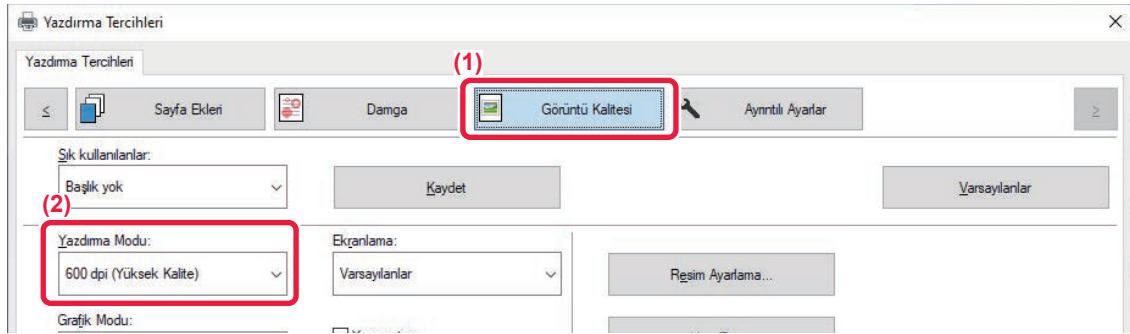 Yazdırma Tercihleri
Yazdırma Tercihleri
(1)
< Sayfa Ekleri Damga Görüntü Kalitesi Ayrıntılı Ayarlar >
Sık kullanılanlar:
Başlık yok Kaydet Varsayılanlar
(2)
Yazdırma Modu: Ekranlama:
600 dpi (Yüksek Kalite) Varsayılanlar Resim Ayarlama...
Grafik Modu: